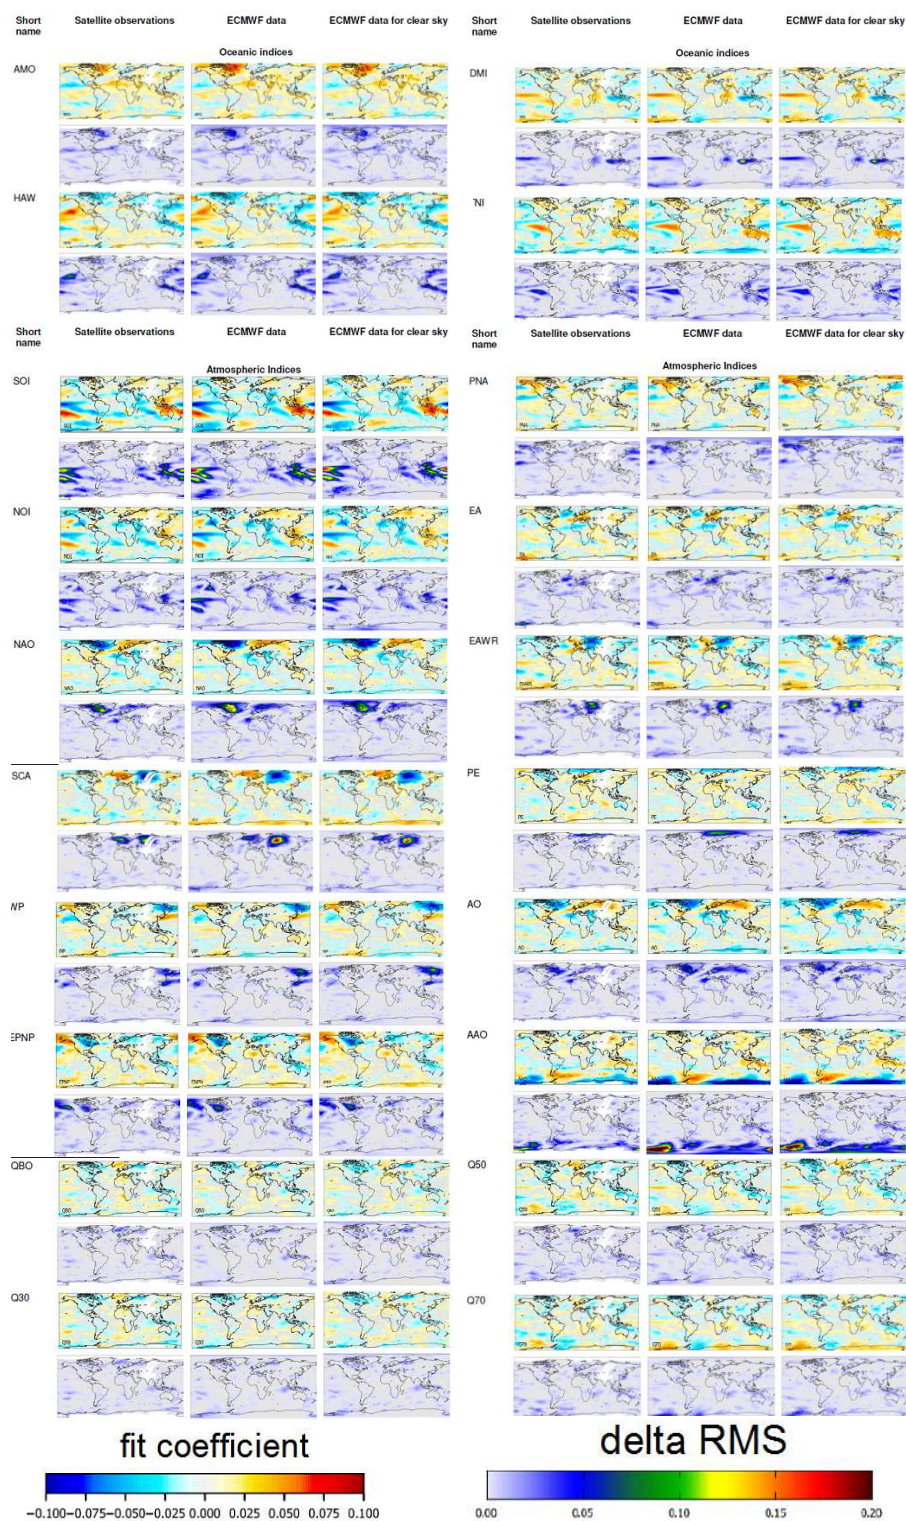 Short name Satellite observations ECMWF data ECMWF data for clear sky
Oceanic indices
AMO
HAW
Short name Satellite observations ECMWF data ECMWF data for clear sky
Atmospheric Indices
SOI
NOI
NAO
SCA
WP
EPNP
QBO
Q30
fit coefficient
−0.100 −0.075 −0.050 −0.025 0.000 0.025 0.050 0.075 0.100
Short name Satellite observations ECMWF data ECMWF data for clear sky
Oceanic indices
DMI
'NI
Short name Satellite observations ECMWF data ECMWF data for clear sky
Atmospheric Indices
PNA
EA
EAWR
PE
AO
AAO
Q50
Q70
delta RMS
0.00 0.05 0.10 0.15 0.20